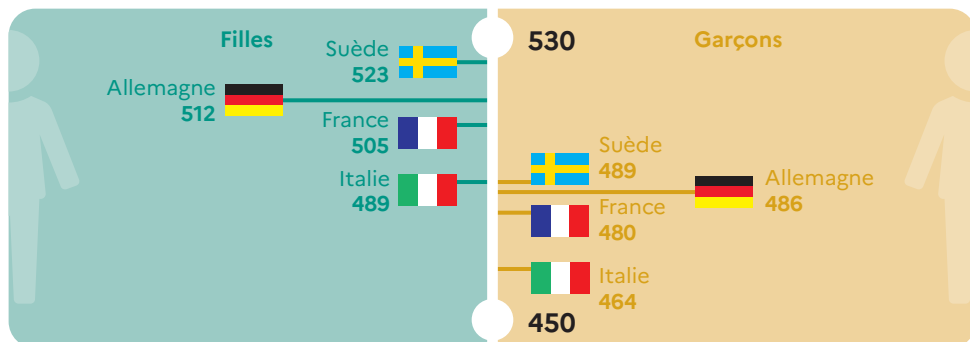 Filles
Suède
523
Allemagne
512
France
505
Italie
489
530
Garçons
Suède
489
Allemagne
486
France
480
Italie
464
450